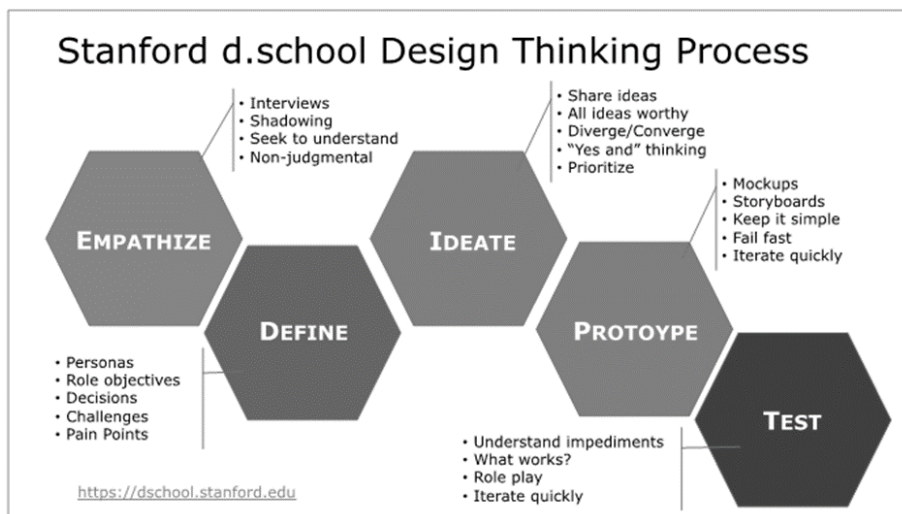 Stanford d.school Design Thinking Process
EMPATHIZE
• Interviews
• Shadowing
• Seek to understand
• Non-judgmental
DEFINE
• Personas
• Role objectives
• Decisions
• Challenges
• Pain Points
IDEATE
• Share ideas
• All ideas worthy
• Diverge/Converge
• “Yes and” thinking
• Prioritize
PROTOYPE
• Mockups
• Storyboards
• Keep it simple
• Fail fast
• Iterate quickly
TEST
• Understand impediments
• What works?
• Role play
• Iterate quickly
https://dschool.stanford.edu